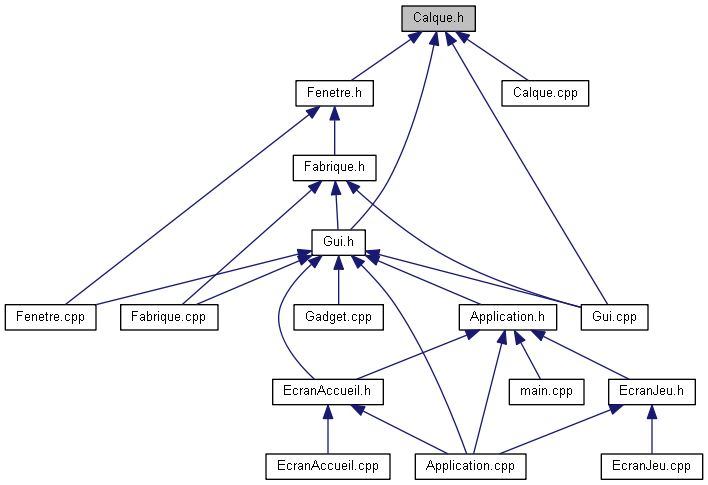 Calque.h
Fenetre.h
Calque.cpp
Fabrique.h
Gui.h
Fenetre.cpp
Fabrique.cpp
Gadget.cpp
Application.h
Gui.cpp
EcranAccueil.h
main.cpp
EcranJeu.h
EcranAccueil.cpp
Application.cpp
EcranJeu.cpp